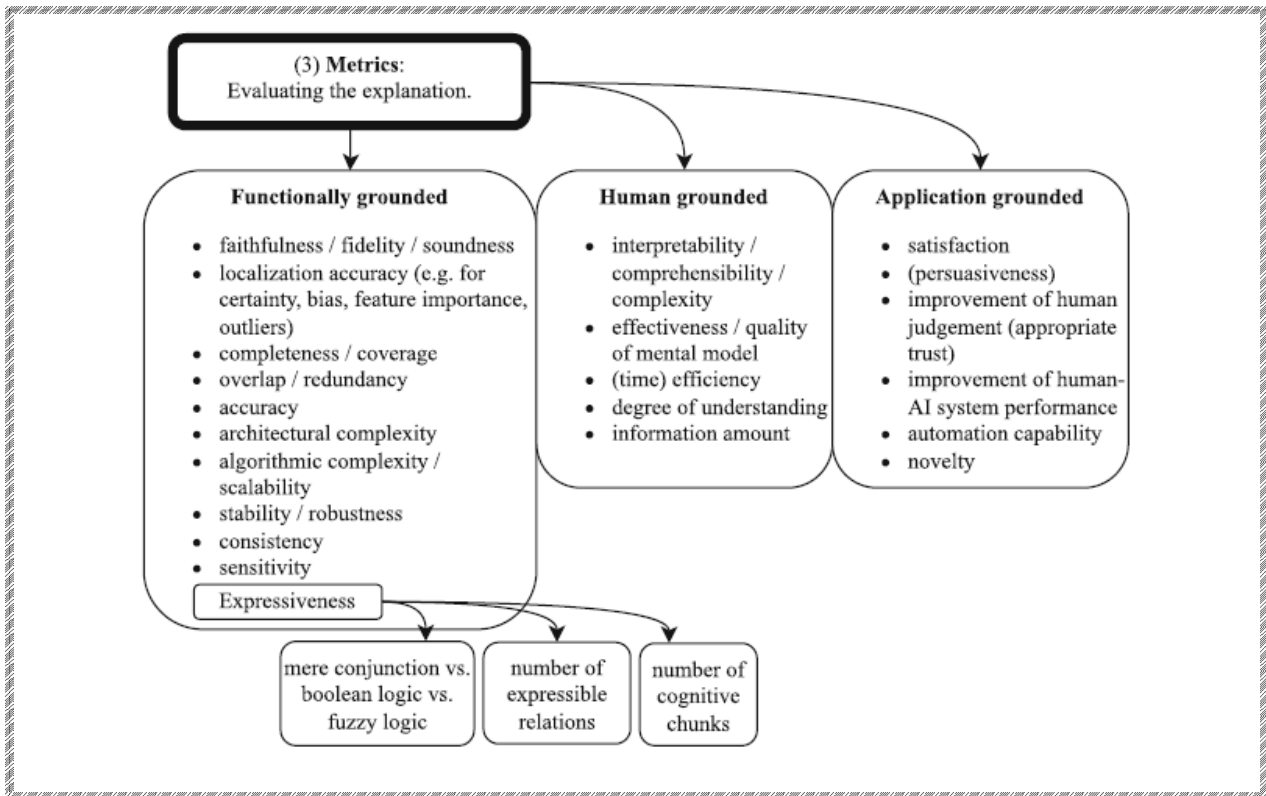 (3) Metrics:
Evaluating the explanation.
Functionally grounded
• faithfulness / fidelity / soundness
• localization accuracy (e.g. for
certainty, bias, feature importance,
outliers)
• completeness / coverage
• overlap / redundancy
• accuracy
• architectural complexity
• algorithmic complexity /
scalability
• stability / robustness
• consistency
• sensitivity
Expressiveness
Human grounded
• interpretability /
comprehensibility /
complexity
• effectiveness / quality
of mental model
• (time) efficiency
• degree of understanding
• information amount
Application grounded
• satisfaction
• (persuasiveness)
• improvement of human
judgement (appropriate
trust)
• improvement of human-
AI system performance
• automation capability
• novelty
mere conjunction vs.
boolean logic vs.
fuzzy logic
number of
expressible
relations
number of
cognitive
chunks